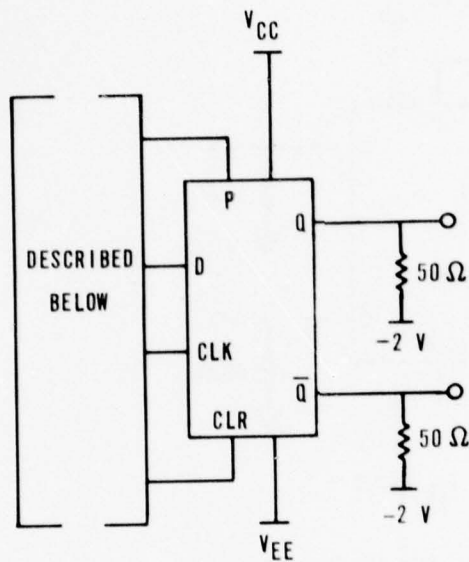 VCC
P
DESCRIBED
BELOW
D
Q
50 Ω
-2 V
CLK
Q̅
CLR
50 Ω
-2 V
VEE